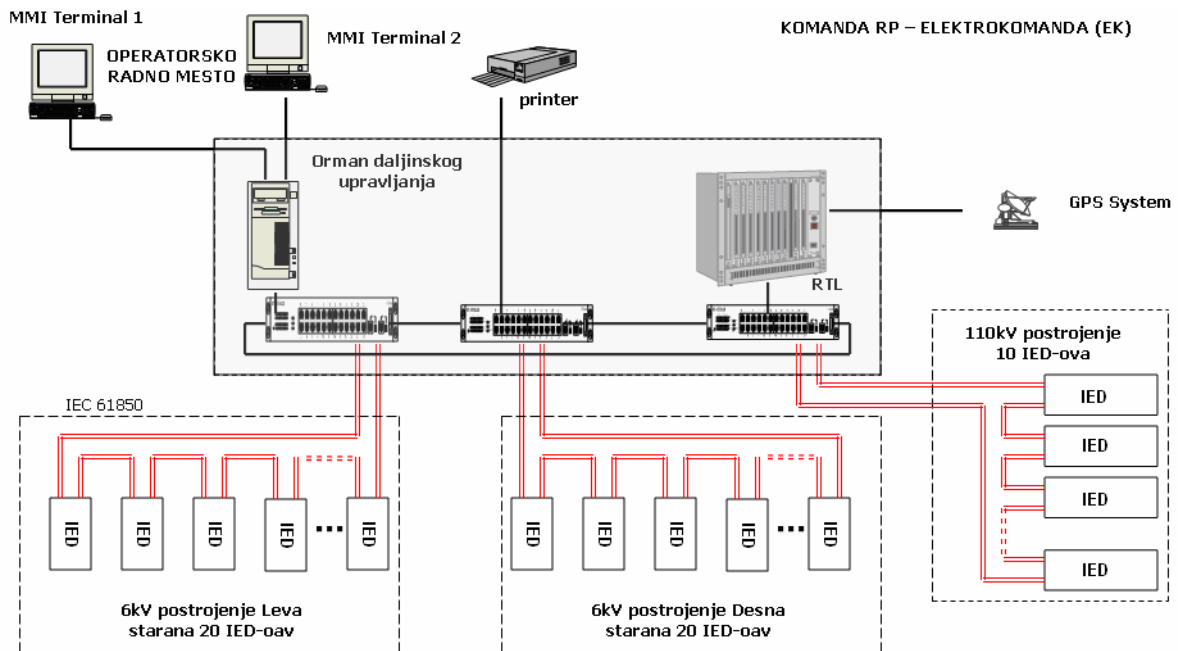 MMI Terminal 1
OPERATORSKO
RADNO MESTO
MMI Terminal 2
printer
KOMANDA RP – ELEKTROKOMANDA (EK)
Orman daljinskog
upravljanja
RTL
GPS System
110kV postrojenje
10 IED-ova
IED
IED
IED
IED
IEC 61850
IED
IED
IED
IED
...
IED
6kV postrojenje Leva
starana 20 IED-oav
IED
IED
IED
IED
...
IED
6kV postrojenje Desna
starana 20 IED-oav